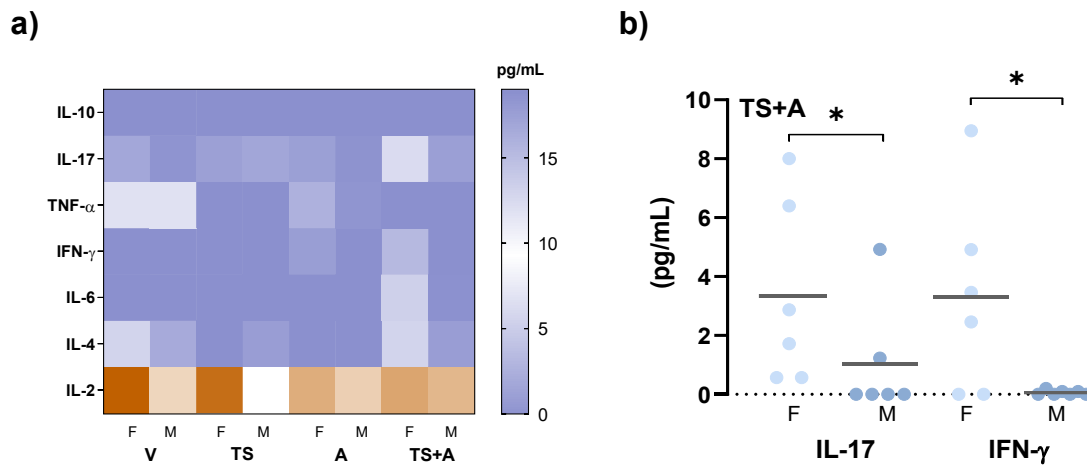 a)
pg/mL
IL-10
IL-17
TNF-α
IFN-γ
IL-6
IL-4
IL-2
15
10
5
0
F M F M F M F M
V TS A TS+A
b)
TS+A
*
*
(pg/mL)
10
8
6
4
2
0
F M F M
IL-17 IFN-γ